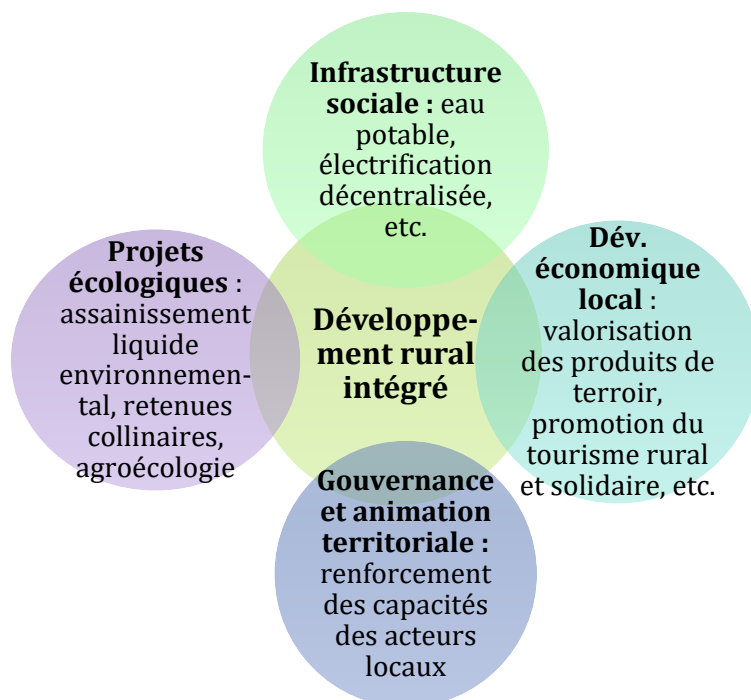 Infrastructure
sociale : eau
potable,
électrification
décentralisée,
etc.
Projets
écologiques :
assainissement
liquide
environnemen-
tal, retenues
collinaires,
agroécologie
Développe-
ment rural
intégré
Dév.
économique
local :
valorisation
des produits de
terroir,
promotion du
tourisme rural
et solidaire, etc.
Gouvernance
et animation
territoriale :
renforcement
des capacités
des acteurs
locaux